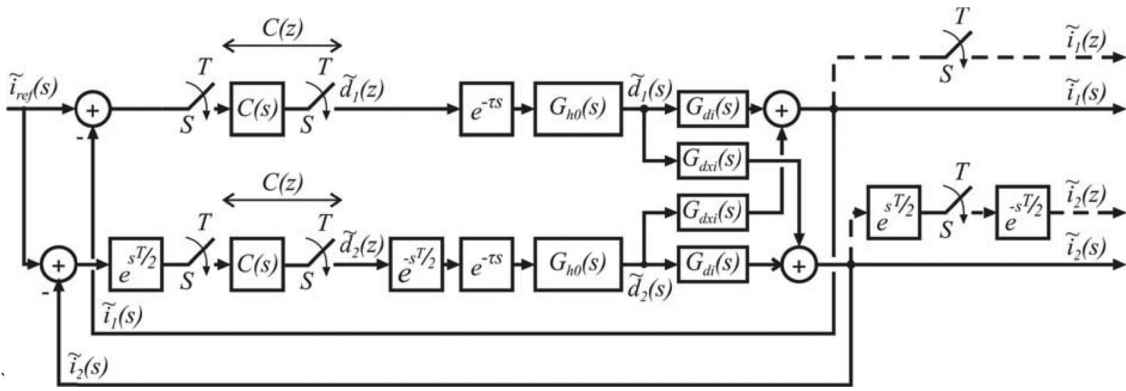 C(z)
T
ĩ₁(z)
ĩref(s)
T
T
d̃₁(z)
S
d̃₁(s)
ĩ₁(s)
+
S
C(s)
S
e^-τs
Gh0(s)
Gdi(s)
+
-
Gdxi(s)
C(z)
T
T
T
d̃₂(z)
Gdxi(s)
e^sT/2
S
e^-sT/2
ĩ₂(z)
+
e^sT/2
S
C(s)
S
e^-sT/2
e^-τs
Gh0(s)
Gdi(s)
+
ĩ₂(s)
-
d̃₂(s)
ĩ₁(s)
ĩ₂(s)